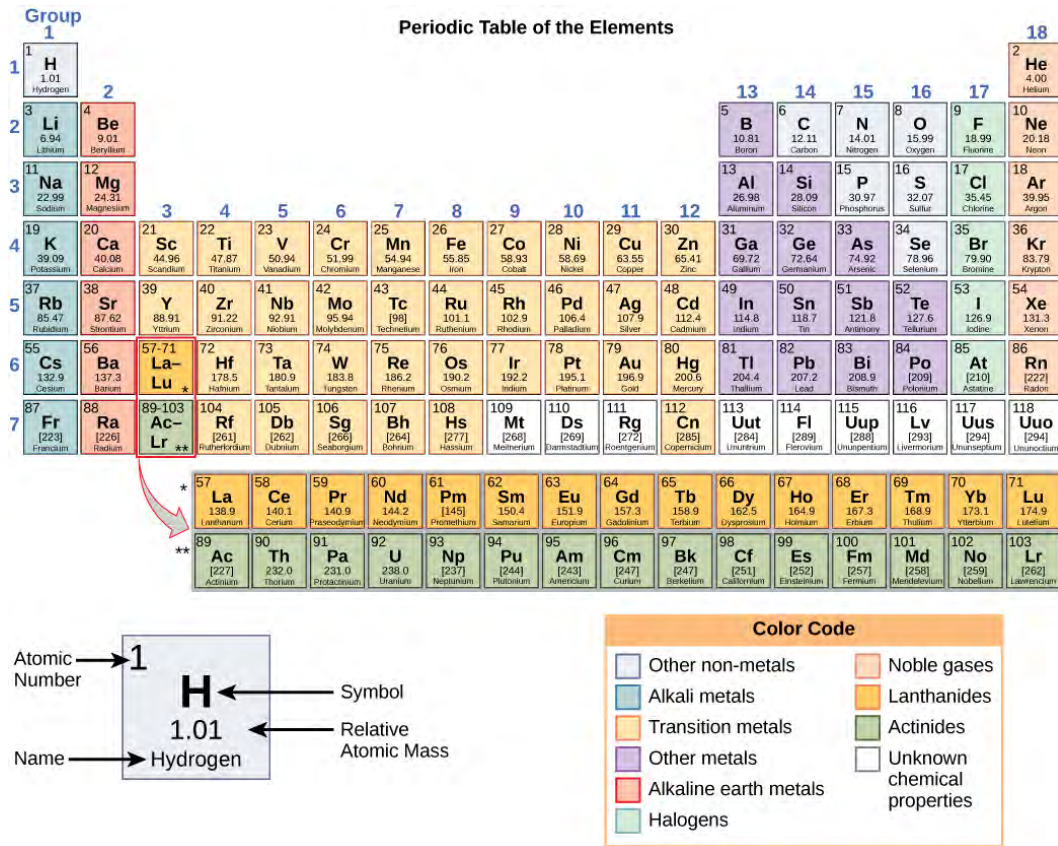 Periodic Table of the Elements
Group
1 18
1 2
1 H He
1.01 4.00
Hydrogen Helium
2 13 14 15 16 17
3 4 5 6 7 8 9 10
2 Li Be B C N O F Ne
6.94 9.01 10.81 12.11 14.01 15.99 18.99 20.18
Lithium Beryllium Boron Carbon Nitrogen Oxygen Fluorine Neon
11 12 13 14 15 16 17 18
3 Na Mg Al Si P S Cl Ar
22.99 24.31 26.98 28.09 30.97 32.07 35.45 39.95
Sodium Magnesium Aluminum Silicon Phosphorus Sulfur Chlorine Argon
3 4 5 6 7 8 9 10 11 12
19 20 21 22 23 24 25 26 27 28 29 30 31 32 33 34 35 36
4 K Ca Sc Ti V Cr Mn Fe Co Ni Cu Zn Ga Ge As Se Br Kr
39.09 40.08 44.96 47.87 50.94 51.99 54.94 55.85 58.93 58.69 63.55 65.41 69.72 72.64 74.92 78.96 79.90 83.79
Potassium Calcium Scandium Titanium Vanadium Chromium Manganese Iron Cobalt Nickel Copper Zinc Gallium Germanium Arsenic Selenium Bromine Krypton
37 38 39 40 41 42 43 44 45 46 47 48 49 50 51 52 53 54
5 Rb Sr Y Zr Nb Mo Tc Ru Rh Pd Ag Cd In Sn Sb Te I Xe
85.47 87.62 88.91 91.22 92.91 95.94 [98] 101.1 102.9 106.4 107.9 112.4 114.8 118.7 121.8 127.6 126.9 131.3
Rubidium Strontium Yttrium Zirconium Niobium Molybdenum Technetium Ruthenium Rhodium Palladium Silver Cadmium Indium Tin Antimony Tellurium Iodine Xenon
55 56 57-71 72 73 74 75 76 77 78 79 80 81 82 83 84 85 86
6 Cs Ba La–Lu * Hf Ta W Re Os Ir Pt Au Hg Tl Pb Bi Po At Rn
132.9 137.3 178.5 180.9 183.8 186.2 190.2 192.2 195.1 196.9 200.6 204.4 207.2 208.9 [209] [210] [222]
Cesium Barium Hafnium Tantalum Tungsten Rhenium Osmium Iridium Platinum Gold Mercury Thallium Lead Bismuth Polonium Astatine Radon
87 88 89-103 104 105 106 107 108 109 110 111 112 113 114 115 116 117 118
7 Fr Ra Ac–Lr ** Rf Db Sg Bh Hs Mt Ds Rg Cn Uut Fl Uup Lv Uus Uuo
[223] [226] [261] [262] [266] [264] [277] [268] [269] [272] [285] [284] [289] [288] [293] [294] [294]
Francium Radium Rutherfordium Dubnium Seaborgium Bohrium Hassium Meitnerium Darmstadtium Roentgenium Copernicium Ununtrium Flerovium Ununpentium Livermorium Ununseptium Ununoctium
* 57 58 59 60 61 62 63 64 65 66 67 68 69 70 71
La Ce Pr Nd Pm Sm Eu Gd Tb Dy Ho Er Tm Yb Lu
138.9 140.1 140.9 144.2 [145] 150.4 151.9 157.3 158.9 162.5 164.9 167.3 168.9 173.1 174.9
Lanthanum Cerium Praseodymium Neodymium Promethium Samarium Europium Gadolinium Terbium Dysprosium Holmium Erbium Thulium Ytterbium Lutetium
** 89 90 91 92 93 94 95 96 97 98 99 100 101 102 103
Ac Th Pa U Np Pu Am Cm Bk Cf Es Fm Md No Lr
[227] 232.0 231.0 238.0 [237] [244] [243] [247] [247] [251] [252] [257] [258] [259] [262]
Actinium Thorium Protactinium Uranium Neptunium Plutonium Americium Curium Berkelium Californium Einsteinium Fermium Mendelevium Nobelium Lawrencium
Atomic
Number
1
H
Symbol
1.01
Relative
Atomic Mass
Name
Hydrogen
Color Code
Other non-metals
Alkali metals
Transition metals
Other metals
Alkaline earth metals
Halogens
Noble gases
Lanthanides
Actinides
Unknown
chemical
properties